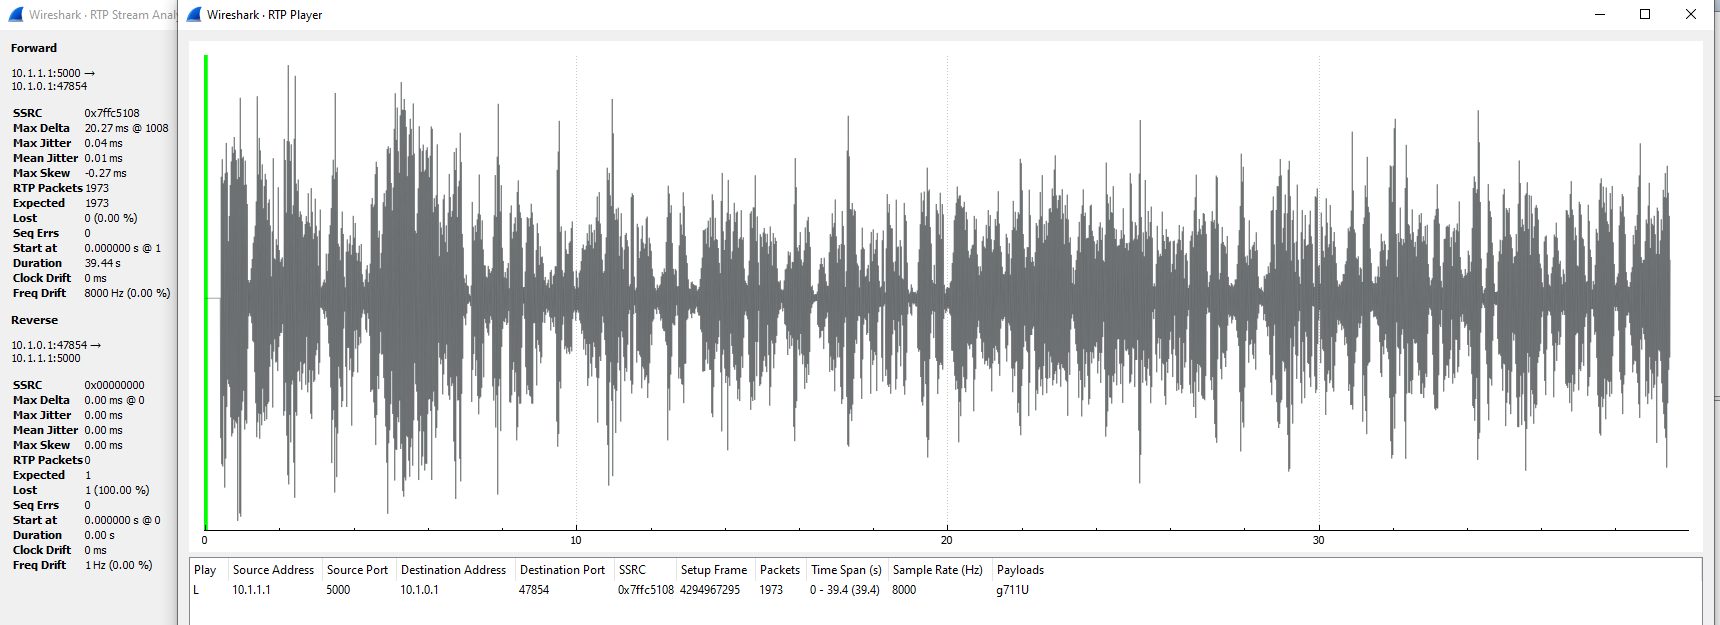 Wireshark · RTP Stream Analy
Wireshark · RTP Player
Forward
10.1.1.1:5000 →
10.1.0.1:47854
SSRC 0x7ffc5108
Max Delta 20.27 ms @ 1008
Max Jitter 0.04 ms
Mean Jitter 0.01 ms
Max Skew -0.27 ms
RTP Packets 1973
Expected 1973
Lost 0 (0.00 %)
Seq Errs 0
Start at 0.000000 s @ 1
Duration 39.44 s
Clock Drift 0 ms
Freq Drift 8000 Hz (0.00 %)
Reverse
10.1.0.1:47854 →
10.1.1.1:5000
SSRC 0x00000000
Max Delta 0.00 ms @ 0
Max Jitter 0.00 ms
Mean Jitter 0.00 ms
Max Skew 0.00 ms
RTP Packets 0
Expected 1
Lost 1 (100.00 %)
Seq Errs 0
Start at 0.000000 s @ 0
Duration 0.00 s
Clock Drift 0 ms
Freq Drift 1 Hz (0.00 %)
0 10 20 30
Play Source Address Source Port Destination Address Destination Port SSRC Setup Frame Packets Time Span (s) Sample Rate (Hz) Payloads
L 10.1.1.1 5000 10.1.0.1 47854 0x7ffc5108 4294967295 1973 0 - 39.4 (39.4) 8000 g711U